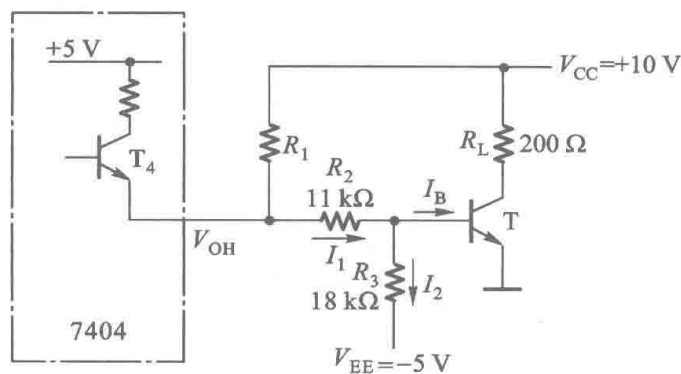 +5 V
T4
7404
VOH
R1
R2
11 kΩ
I1
R3
18 kΩ
I2
IB
VEE=−5 V
RL
200 Ω
T
VCC=+10 V